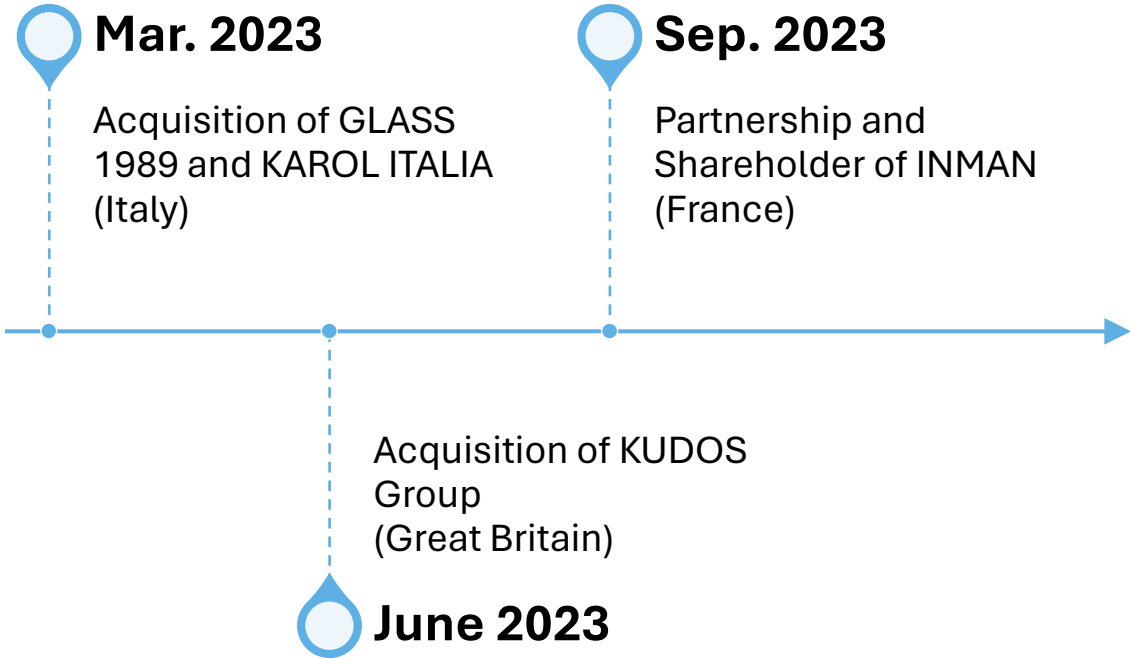 Mar. 2023
Acquisition of GLASS
1989 and KAROL ITALIA
(Italy)
Sep. 2023
Partnership and
Shareholder of INMAN
(France)
Acquisition of KUDOS
Group
(Great Britain)
June 2023